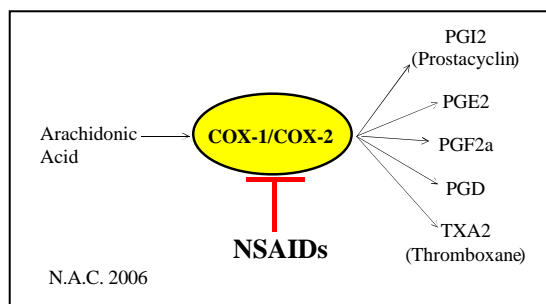 PGI2
(Prostacyclin)
PGE2
Arachidonic
Acid
COX-1/COX-2
PGF2a
PGD
TXA2
(Thromboxane)
NSAIDs
N.A.C. 2006